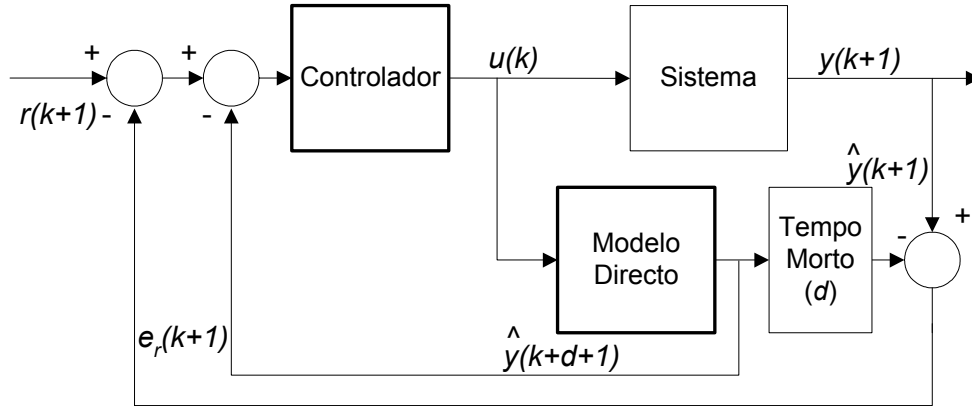 +
+
Controlador
u(k)
Sistema
y(k+1)
r(k+1)
-
-
^
y(k+1)
+
-
Modelo
Directo
Tempo
Morto
(d)
e_r(k+1)
^
y(k+d+1)